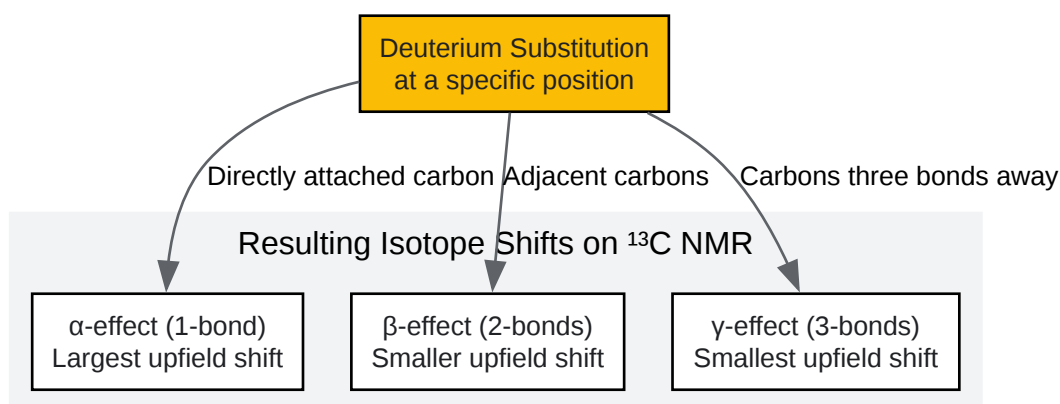 Deuterium Substitution
at a specific position
Directly attached carbon
Adjacent carbons
Carbons three bonds away
Resulting Isotope Shifts on ¹³C NMR
α-effect (1-bond)
Largest upfield shift
β-effect (2-bonds)
Smaller upfield shift
γ-effect (3-bonds)
Smallest upfield shift